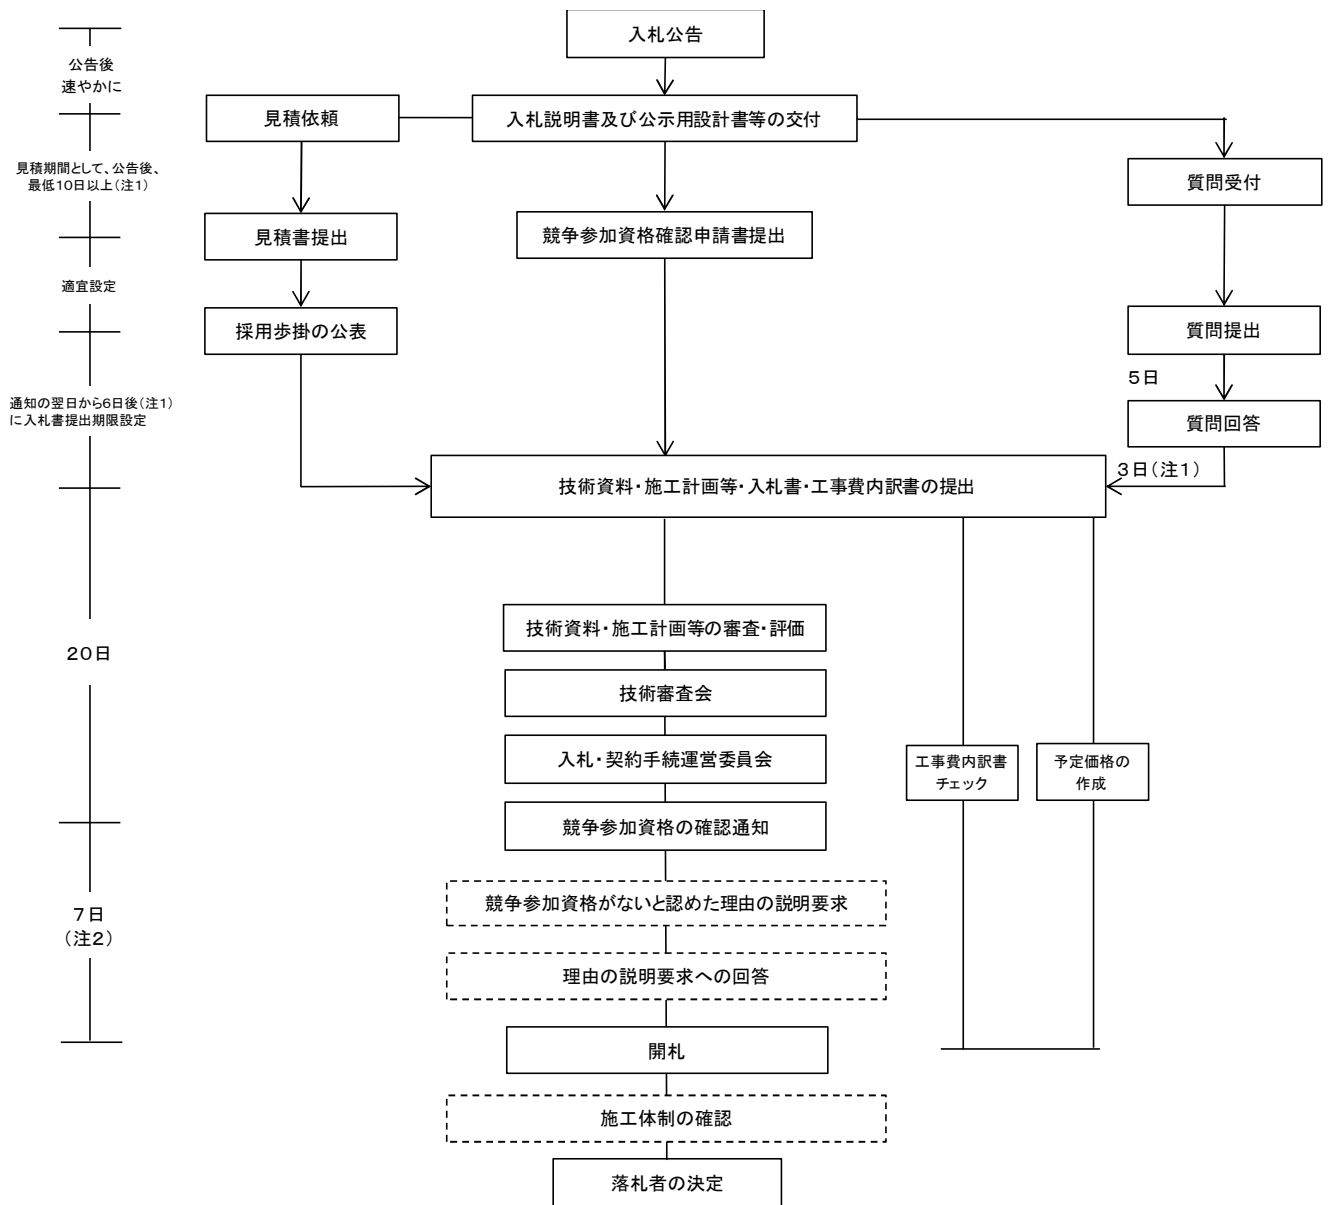 入札公告
公告後
速やかに
見積依頼
入札説明書及び公示用設計書等の交付
見積期間として、公告後、
最低10日以上(注1)
質問受付
見積書提出
競争参加資格確認申請書提出
適宜設定
採用歩掛の公表
質問提出
5日
通知の翌日から6日後(注1)
に入札書提出期限設定
質問回答
3日(注1)
技術資料・施工計画等・入札書・工事費内訳書の提出
技術資料・施工計画等の審査・評価
20日
技術審査会
入札・契約手続運営委員会
工事費内訳書
チェック
予定価格の
作成
競争参加資格の確認通知
競争参加資格がないと認めた理由の説明要求
7日
(注2)
理由の説明要求への回答
開札
施工体制の確認
落札者の決定